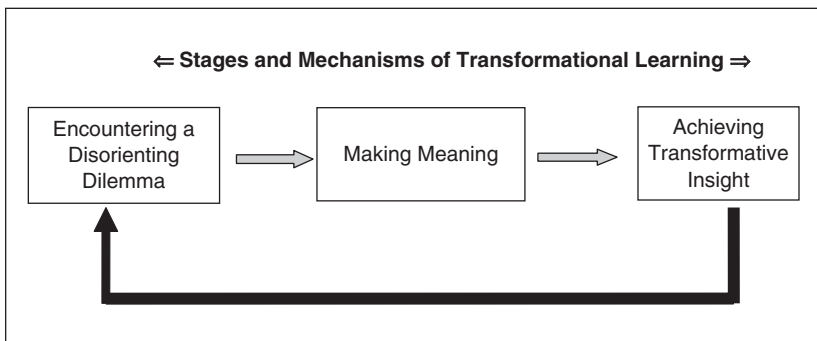 ⇐ Stages and Mechanisms of Transformational Learning ⇒
Encountering a
Disorienting
Dilemma
Making Meaning
Achieving
Transformative
Insight